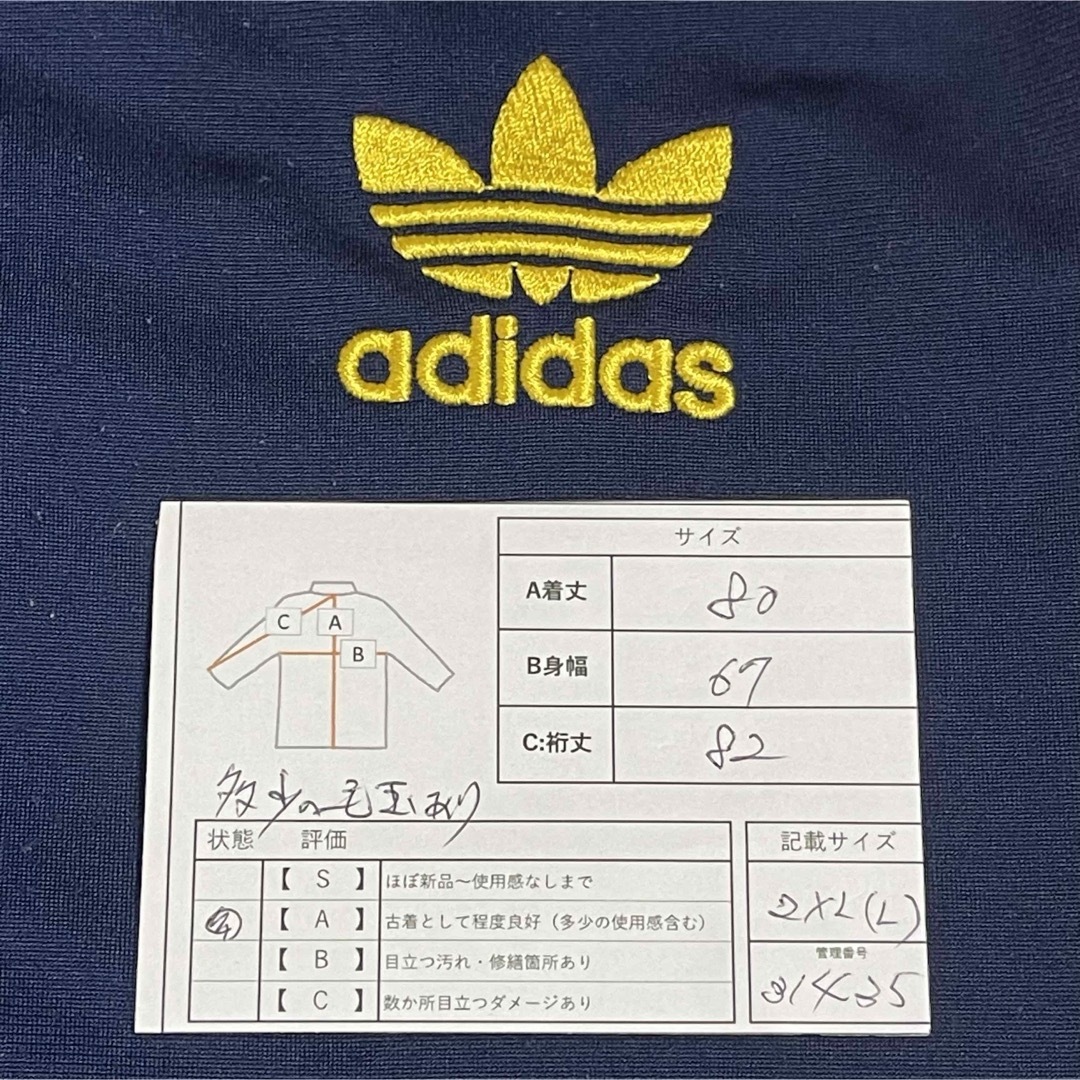 adidas
サイズ
A着丈 80
B身幅 67
C:裄丈 82
C A
B
多少の毛玉あり
状態 評価
【 S 】 ほぼ新品〜使用感なしまで
【 A 】 古着として程度良好（多少の使用感含む）
【 B 】 目立つ汚れ・修繕箇所あり
【 C 】 数か所目立つダメージあり
記載サイズ
2XL(L)
管理番号
31435